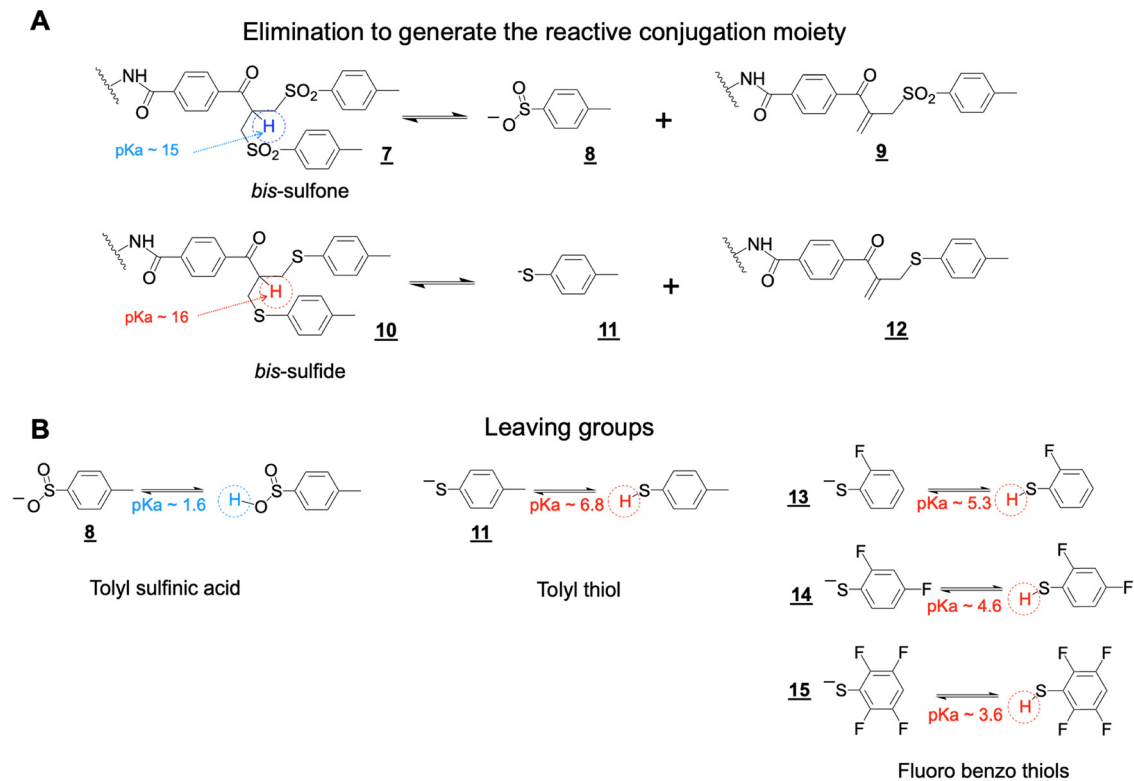 A
Elimination to generate the reactive conjugation moiety
NH
O
O
SO2
H
SO2
pKa ~ 15
7
bis-sulfone
O
S
−
O
8
+
NH
O
O
SO2
9
NH
O
O
S
H
S
pKa ~ 16
10
bis-sulfide
-S
11
+
NH
O
O
S
12
B
Leaving groups
O
S
−
O
8
pKa ~ 1.6
H
O
S
O
Tolyl sulfinic acid
−
S
11
pKa ~ 6.8
H
S
Tolyl thiol
13
−
S
F
pKa ~ 5.3
H
S
F
14
−
S
F
F
pKa ~ 4.6
H
S
F
F
15
−
S
F
F
F
F
pKa ~ 3.6
H
S
F
F
F
F
Fluoro benzo thiols